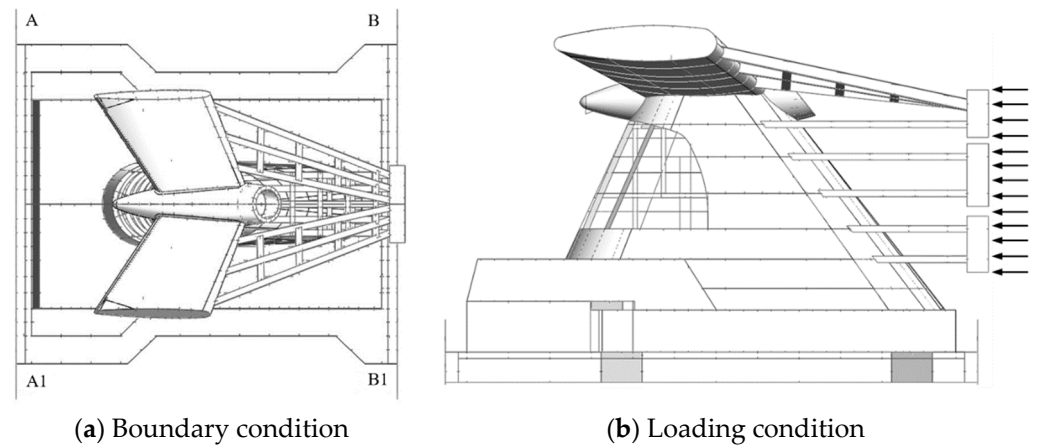 A B
A1 B1
(a) Boundary condition
(b) Loading condition